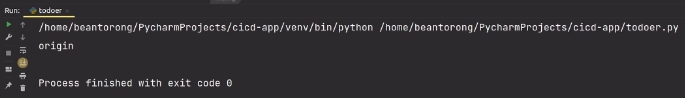 Run: todoer
/home/beantorong/PycharmProjects/cicd-app/venv/bin/python /home/beantorong/PycharmProjects/cicd-app/todoer.py
origin
Process finished with exit code 0